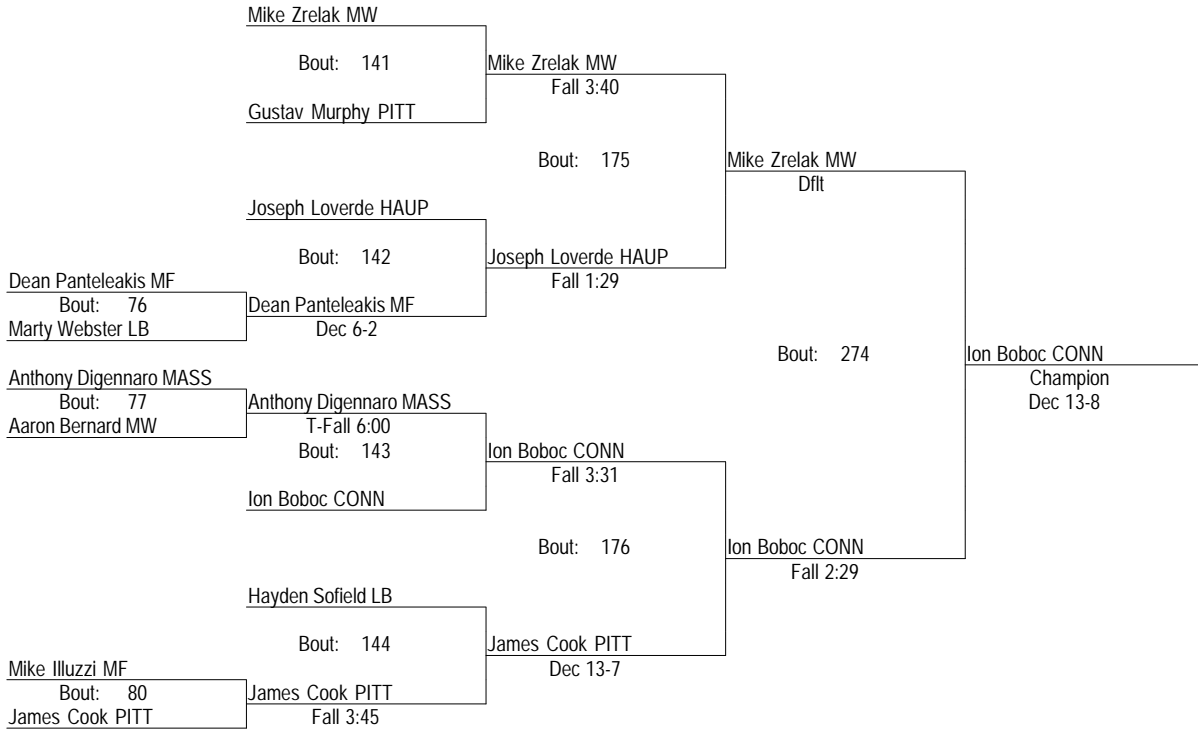 Mike Zrelak MW
Bout: 141
Mike Zrelak MW
Fall 3:40
Gustav Murphy PITT
Bout: 175
Mike Zrelak MW
Dflt
Joseph Loverde HAUP
Bout: 142
Joseph Loverde HAUP
Fall 1:29
Dean Panteleakis MF
Bout: 76
Dean Panteleakis MF
Marty Webster LB
Dec 6-2
Bout: 274
Ion Boboc CONN
Champion
Dec 13-8
Anthony Digennaro MASS
Bout: 77
Anthony Digennaro MASS
Aaron Bernard MW
T-Fall 6:00
Bout: 143
Ion Boboc CONN
Fall 3:31
Ion Boboc CONN
Bout: 176
Ion Boboc CONN
Fall 2:29
Hayden Sofield LB
Bout: 144
James Cook PITT
Dec 13-7
Mike Illuzzi MF
Bout: 80
James Cook PITT
James Cook PITT
Fall 3:45